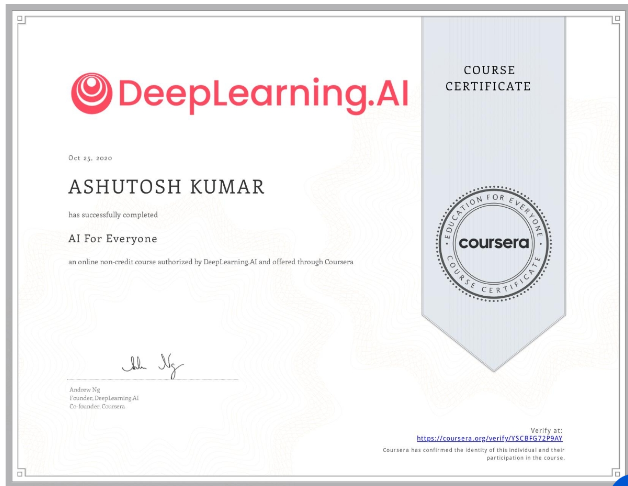 DeepLearning.AI
COURSE
CERTIFICATE
Oct 25, 2020
ASHUTOSH KUMAR
has successfully completed
AI For Everyone
an online non-credit course authorized by DeepLearning.AI and offered through Coursera
EDUCATION FOR EVERYONE
coursera
COURSE CERTIFICATE
Andrew Ng
Founder, DeepLearning.AI
Co-founder, Coursera
Verify at:
https://coursera.org/verify/YSCBFG72P9AY
Coursera has confirmed the identity of this individual and their
participation in the course.